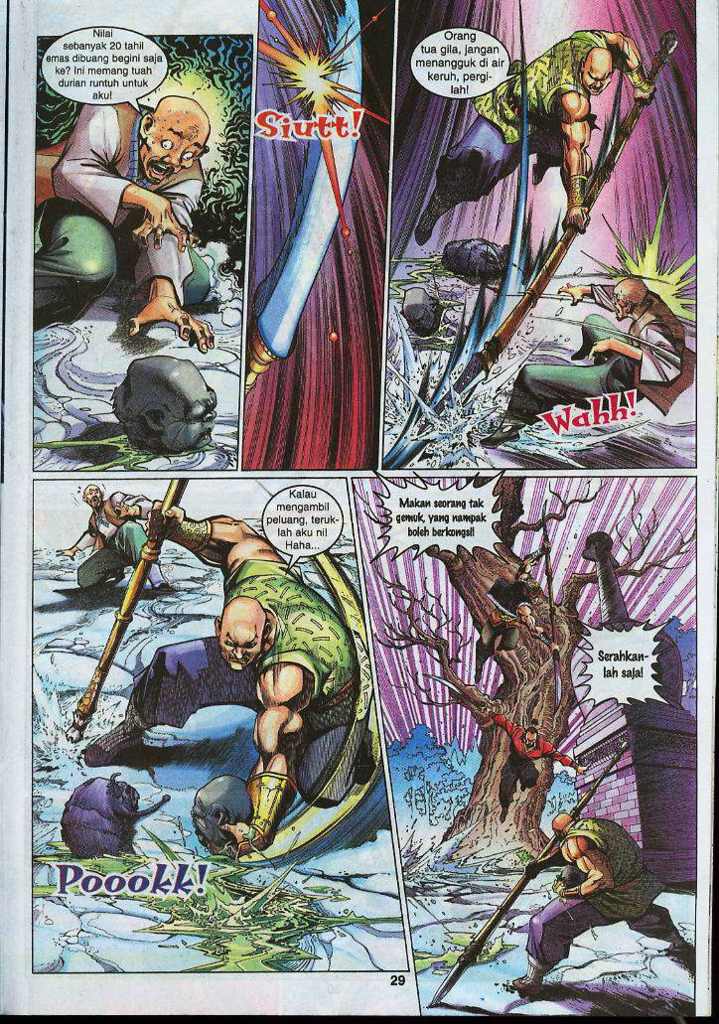 Nilai
sebanyak 20 tahil
emas dibuang begini saja
ke? Ini memang tuah
durian runtuh untuk
aku!
Siutt!
Orang
tua gila, jangan
menangguk di air
keruh, pergi-
lah!
Wahh!
Kalau
mengambil
peluang, teruk-
lah aku ni!
Haha...
Poookk!
Makan seorang tak
gemuk, yang nampak
boleh berkongsi!
Serahkan-
lah saja!
29